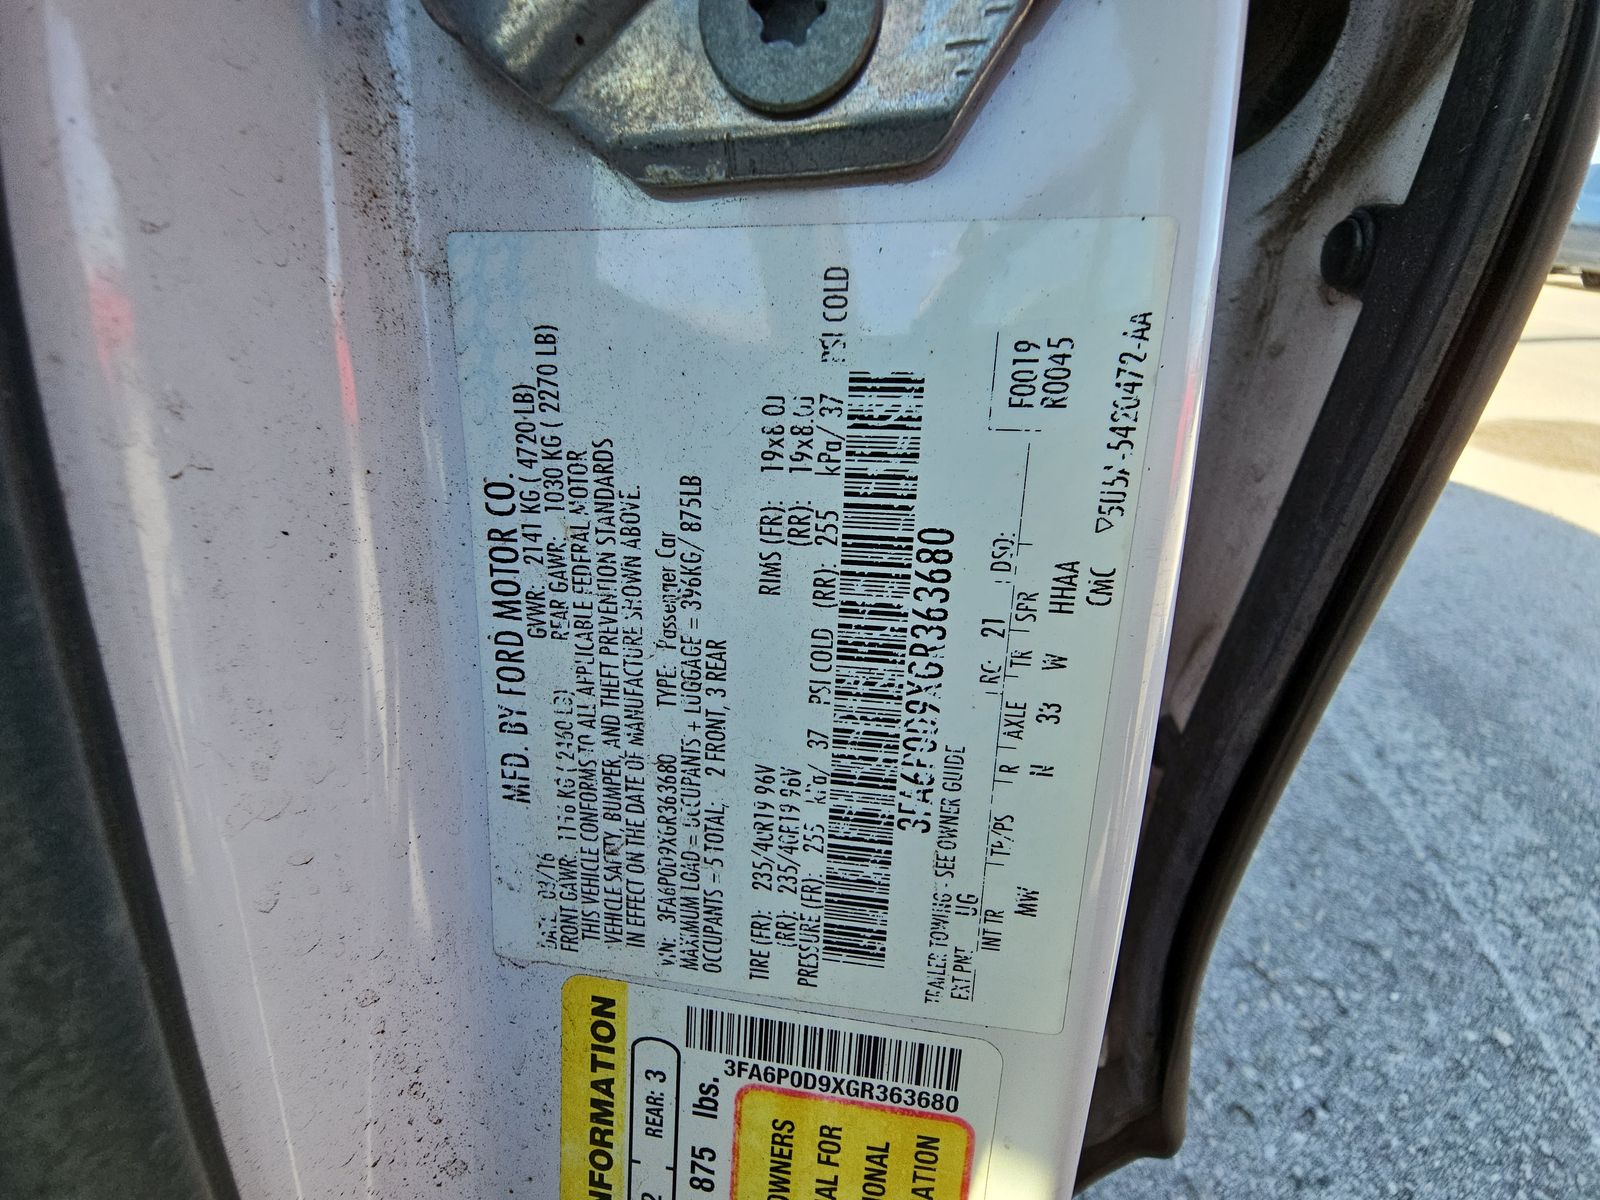 MFD. BY FORD MOTOR CO.
DATE: 03/16 GVWR: 2141 KG ( 4720 LB)
FRONT GAWR: KG ( LB) REAR GAWR: 1030 KG ( 2270 LB)
THIS VEHICLE CONFORMS TO ALL APPLICABLE FEDERAL MOTOR
VEHICLE SAFETY, BUMPER, AND THEFT PREVENTION STANDARDS
IN EFFECT ON THE DATE OF MANUFACTURE SHOWN ABOVE.
VIN: 3FA6P0D9XGR363680 TYPE: Passenger Car
MAXIMUM LOAD = OCCUPANTS + LUGGAGE = 396KG/ 875LB
OCCUPANTS = 5 TOTAL, 2 FRONT, 3 REAR
TIRE (FR): 235/40R19 96V RIMS (FR): 19x8.0J
(RR): 235/40R19 96V (RR): 19x8.0J
PRESSURE (FR): 255 kPa/ 37 PSI COLD (RR): 255 kPa/ 37 PSI COLD
3FA6P0D9XGR363680
TRAILER TOWING - SEE OWNER GUIDE
F0019
R0045
EXT PNT: UG RC: 21 DSO:
INT TR TP/PS R AXLE TR SPR
MW N 33 W HHAA
CMC
5420472-AA
NFORMATION
2 REAR: 3
875 lbs.
3FA6P0D9XGR363680
OWNERS
AL FOR
IONAL
ATION